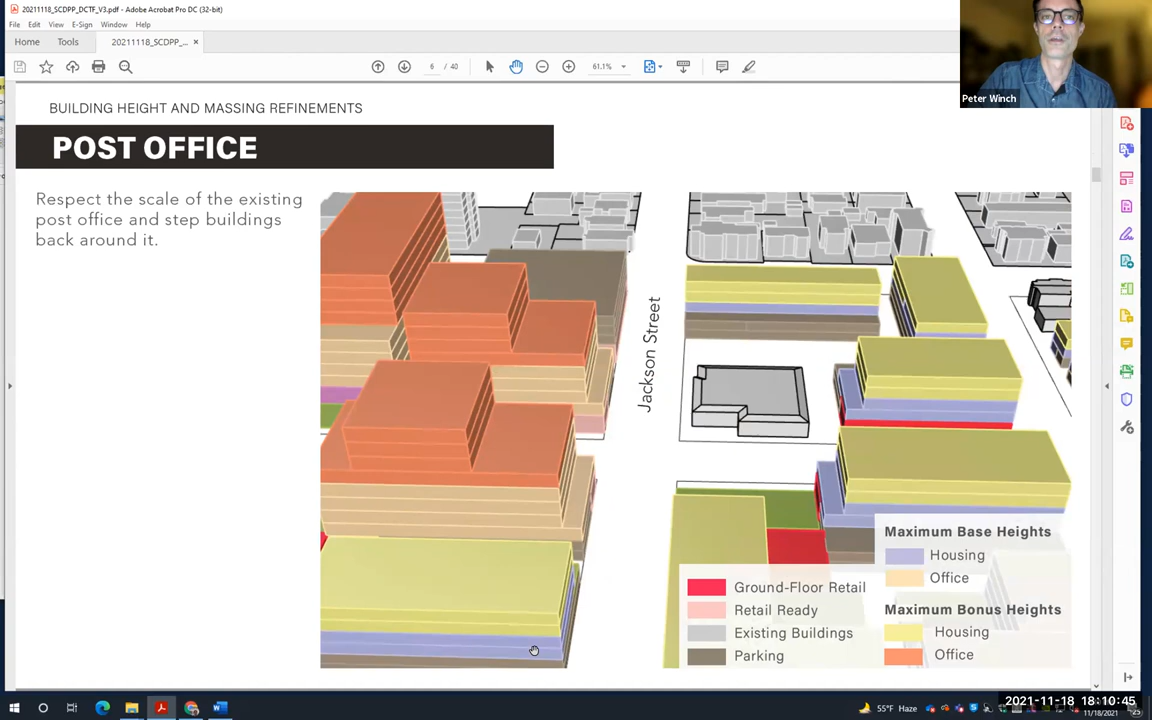 20211118_SCDPP_DCTF_V3.pdf - Adobe Acrobat Pro DC (32-bit)
File Edit View E-Sign Window Help
Home Tools 20211118_SCDPP_... ×
6 / 40 61.1%
Peter Winch
BUILDING HEIGHT AND MASSING REFINEMENTS
POST OFFICE
Respect the scale of the existing
post office and step buildings
back around it.
Jackson Street
Maximum Base Heights
Housing
Office
Maximum Bonus Heights
Housing
Office
Ground-Floor Retail
Retail Ready
Existing Buildings
Parking
55°F Haze
2021-11-18 18:10:45
11/18/2021